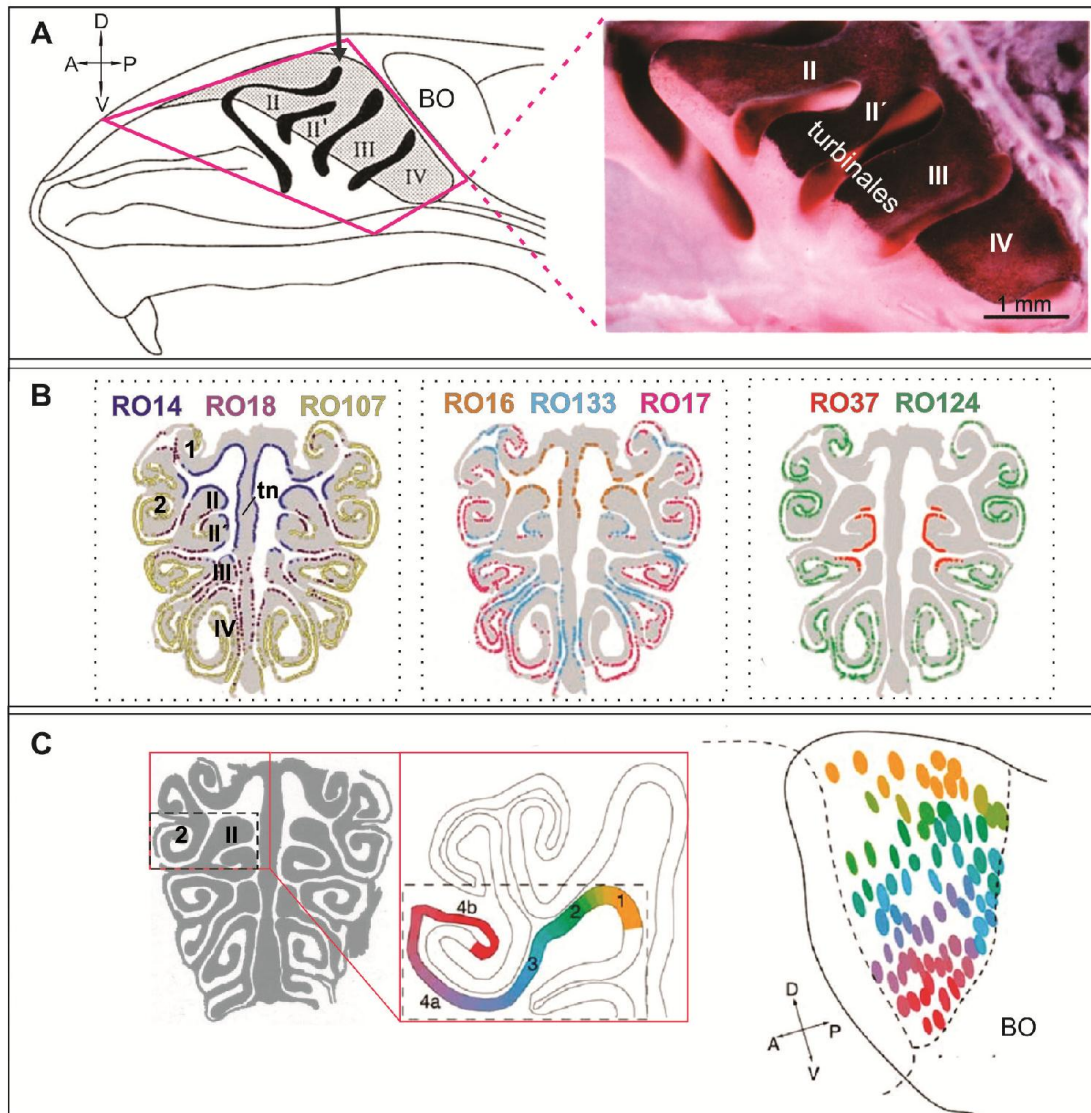 A
D
A P
V
BO
II
II'
III
IV
II
II´
turbinales
III
IV
1 mm
B
RO14 RO18 RO107
1
2
II
tn
II´
III
IV
RO16 RO133 RO17
RO37 RO124
C
2 II
4b
2
1
3
4a
D
A P
V
BO